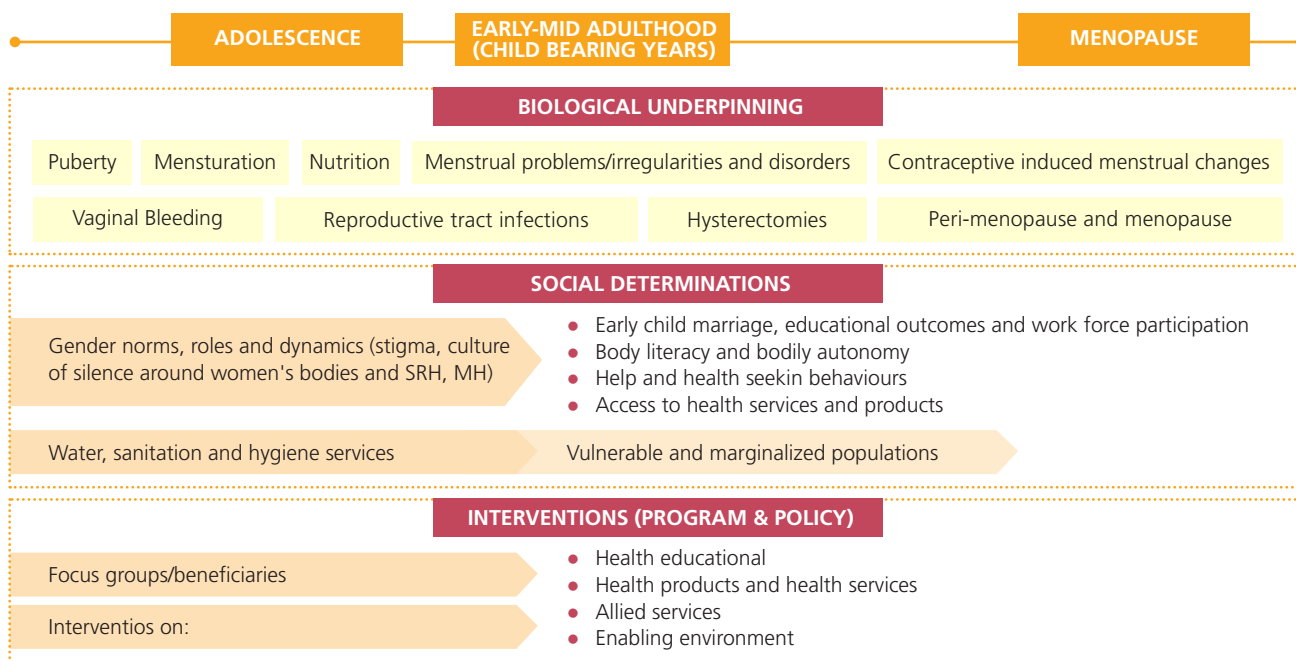 ADOLESCENCE
EARLY-MID ADULTHOOD
(CHILD BEARING YEARS)
MENOPAUSE
BIOLOGICAL UNDERPINNING
Puberty
Mensturation
Nutrition
Menstrual problems/irregularities and disorders
Contraceptive induced menstrual changes
Vaginal Bleeding
Reproductive tract infections
Hysterectomies
Peri-menopause and menopause
SOCIAL DETERMINATIONS
Gender norms, roles and dynamics (stigma, culture
of silence around women's bodies and SRH, MH)
• Early child marriage, educational outcomes and work force participation
• Body literacy and bodily autonomy
• Help and health seekin behaviours
• Access to health services and products
Water, sanitation and hygiene services
Vulnerable and marginalized populations
INTERVENTIONS (PROGRAM & POLICY)
Focus groups/beneficiaries
Interventios on:
• Health educational
• Health products and health services
• Allied services
• Enabling environment